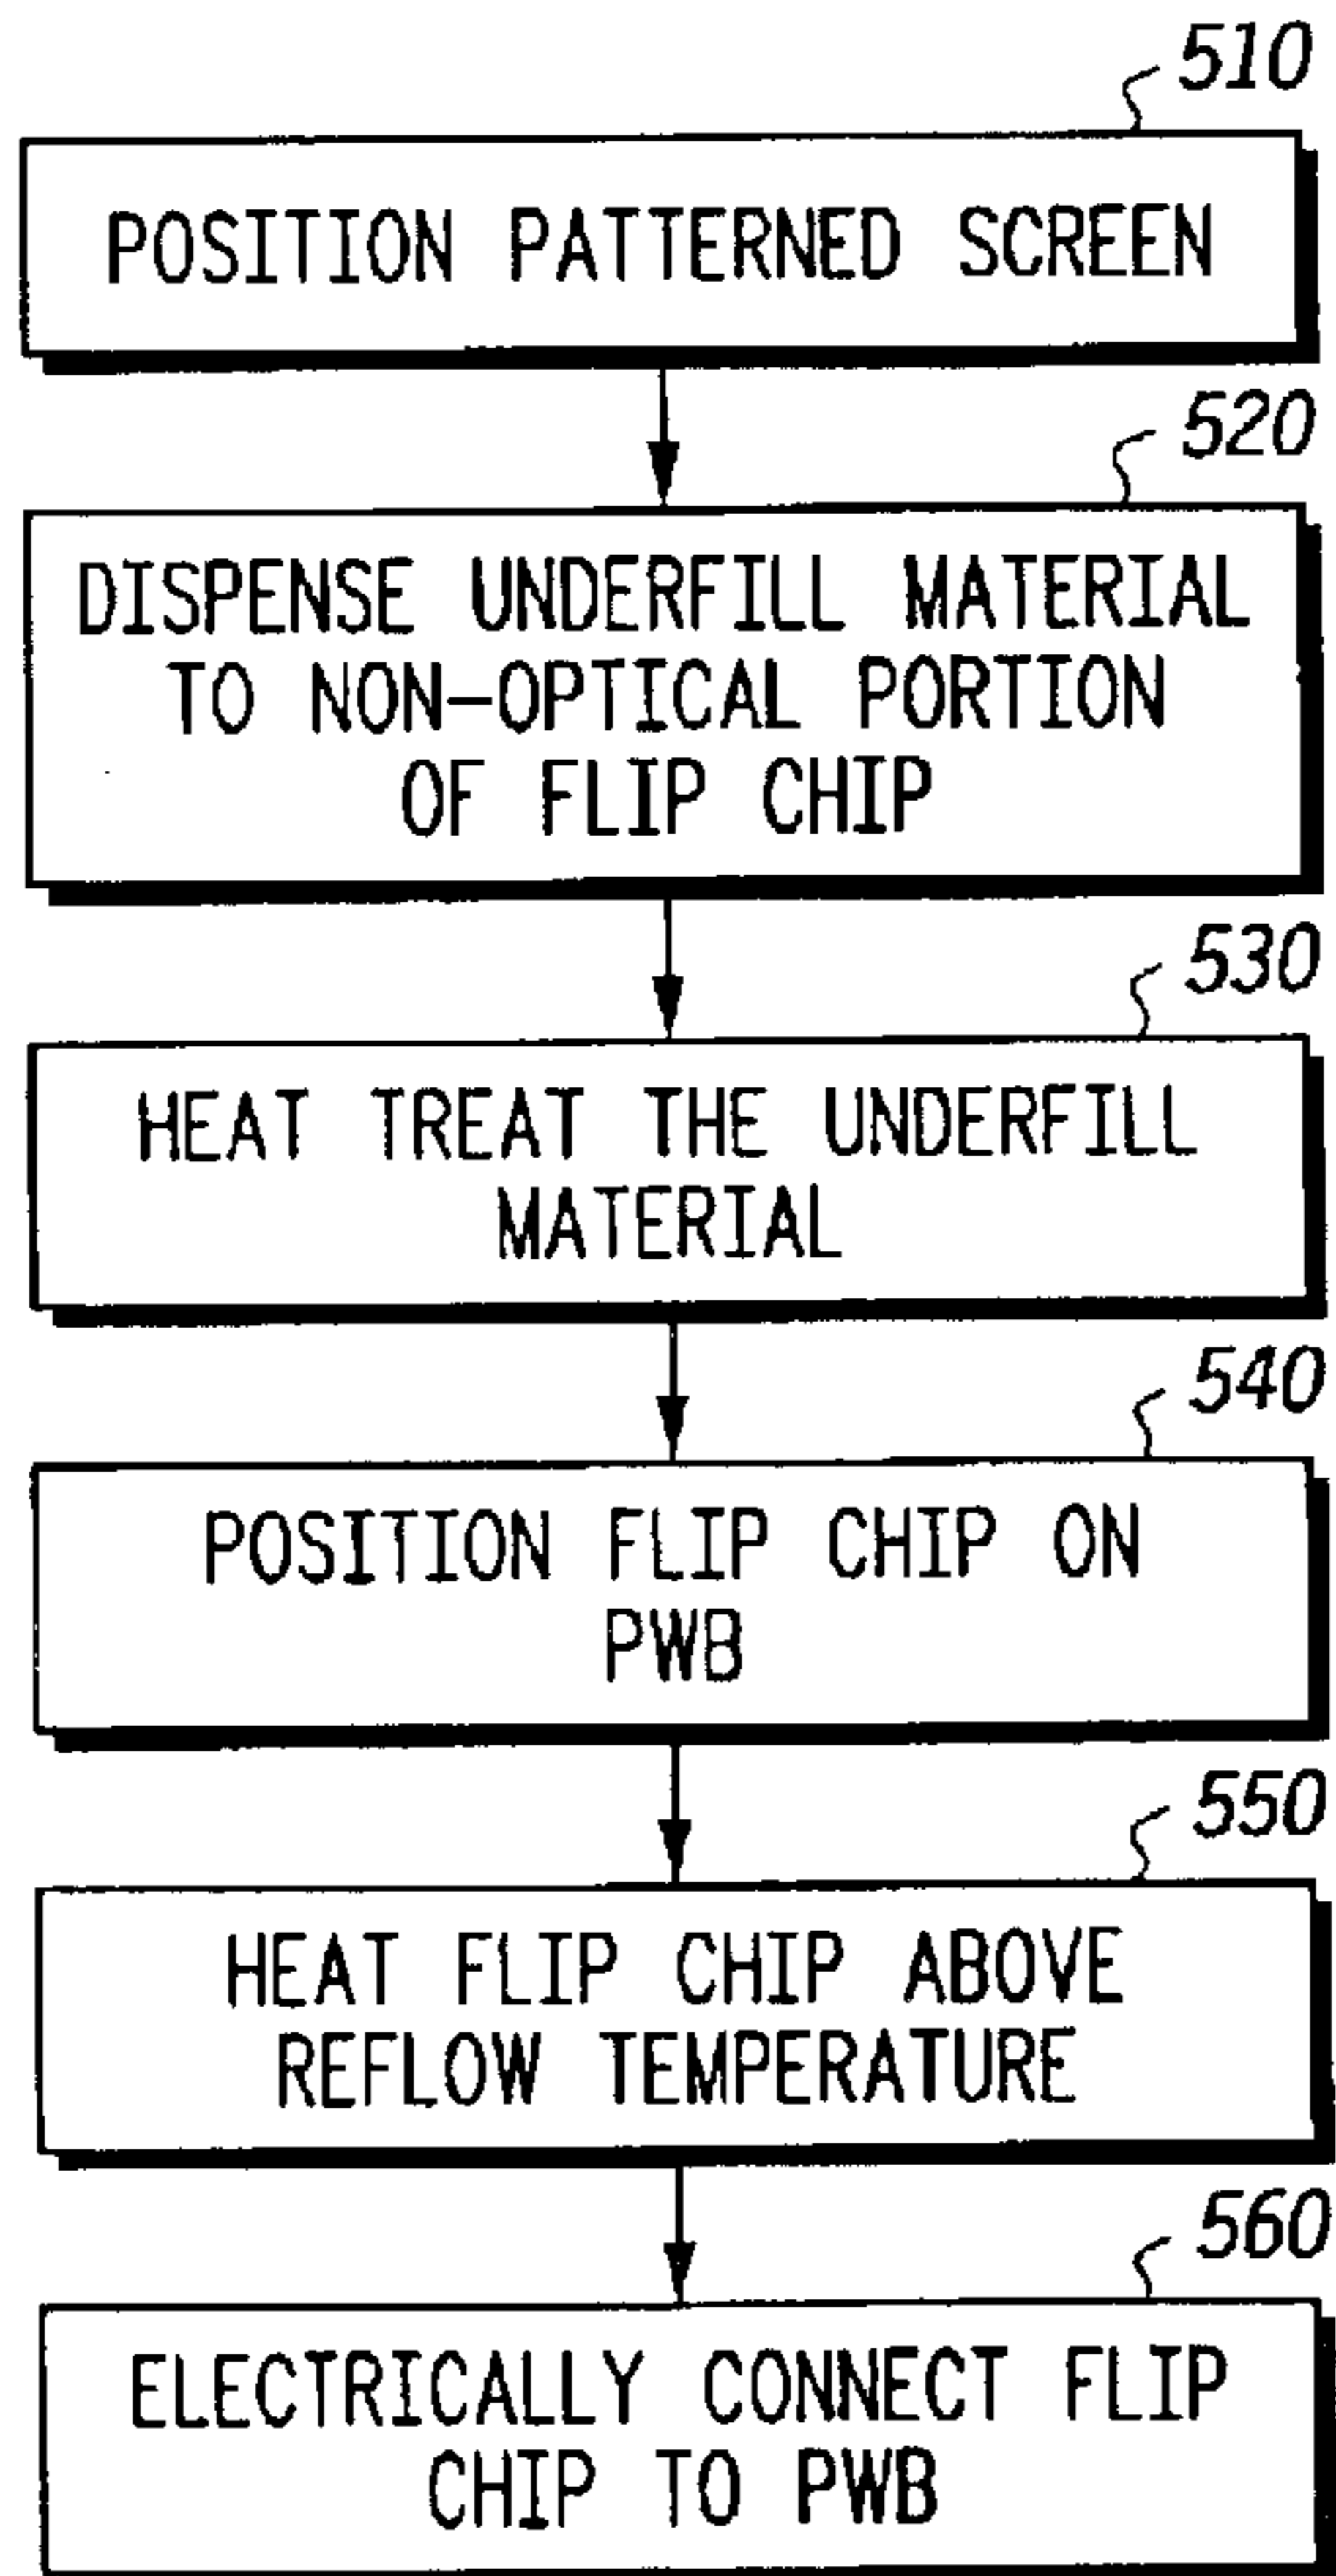 510
POSITION PATTERNED SCREEN
520
DISPENSE UNDERFILL MATERIAL
TO NON-OPTICAL PORTION
OF FLIP CHIP
530
HEAT TREAT THE UNDERFILL
MATERIAL
540
POSITION FLIP CHIP ON
PWB
550
HEAT FLIP CHIP ABOVE
REFLOW TEMPERATURE
560
ELECTRICALLY CONNECT FLIP
CHIP TO PWB